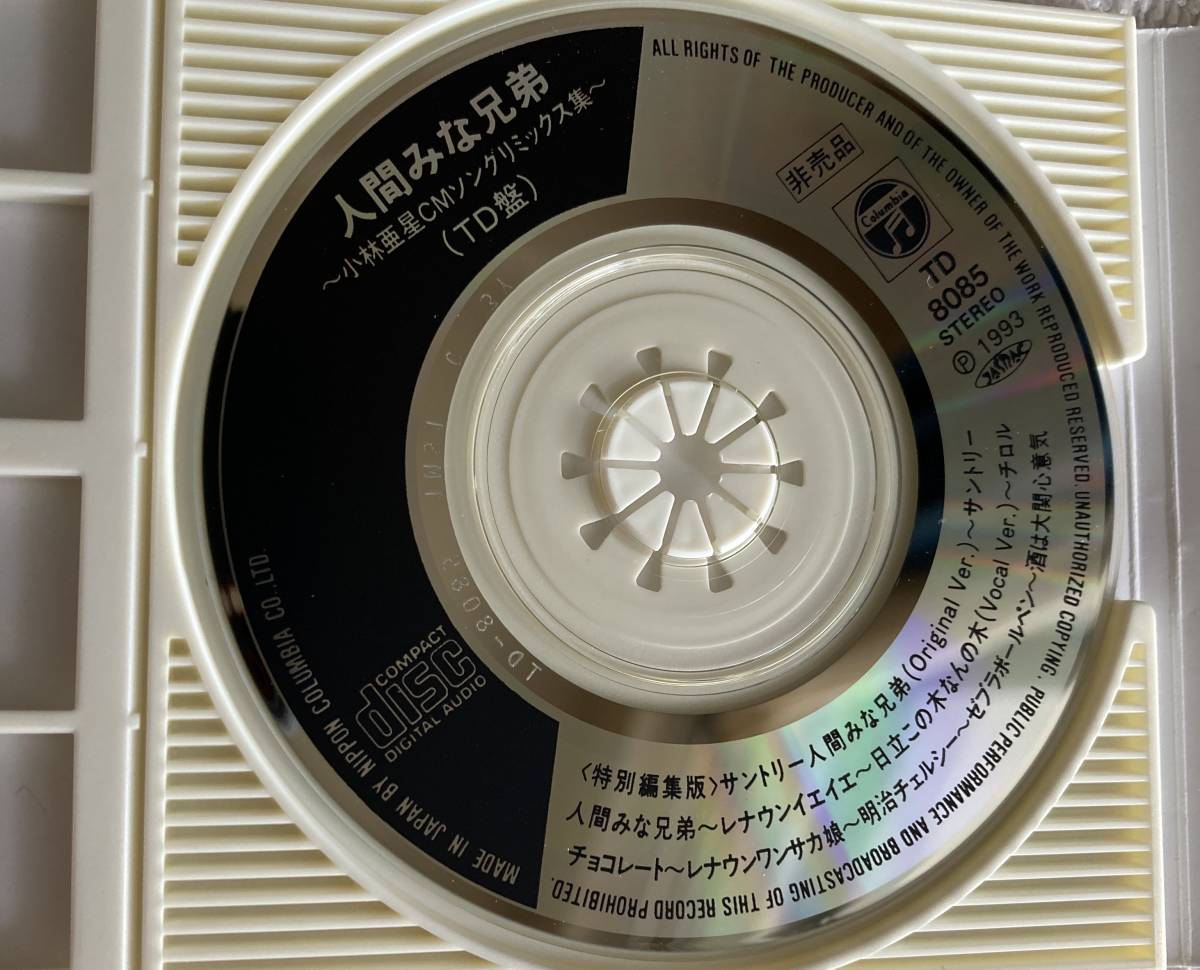 人間みな兄弟
～小林亜星CMソングリミックス集～
(TD盤)
ALL RIGHTS OF THE PRODUCER AND OF THE OWNER OF THE WORK REPRODUCED RESERVED. UNAUTHORIZED COPYING, PUBLIC PERFORMANCE AND BROADCASTING OF THIS RECORD PROHIBITED.
非売品
Columbia
TD
8085
STEREO
Ⓟ 1993
JASRAC
〈特別編集版〉サントリー人間みな兄弟(Original Ver.)～サントリー
人間みな兄弟～レナウンイエイエ～日立この木なんの木(Vocal Ver.)～チロル
チョコレート～レナウンワンサカ娘～明治チェルシー～ゼブラボールペン～酒は大関心意気
COMPACT
disc
DIGITAL AUDIO
MADE IN JAPAN BY NIPPON COLUMBIA CO., LTD.
TD-8085